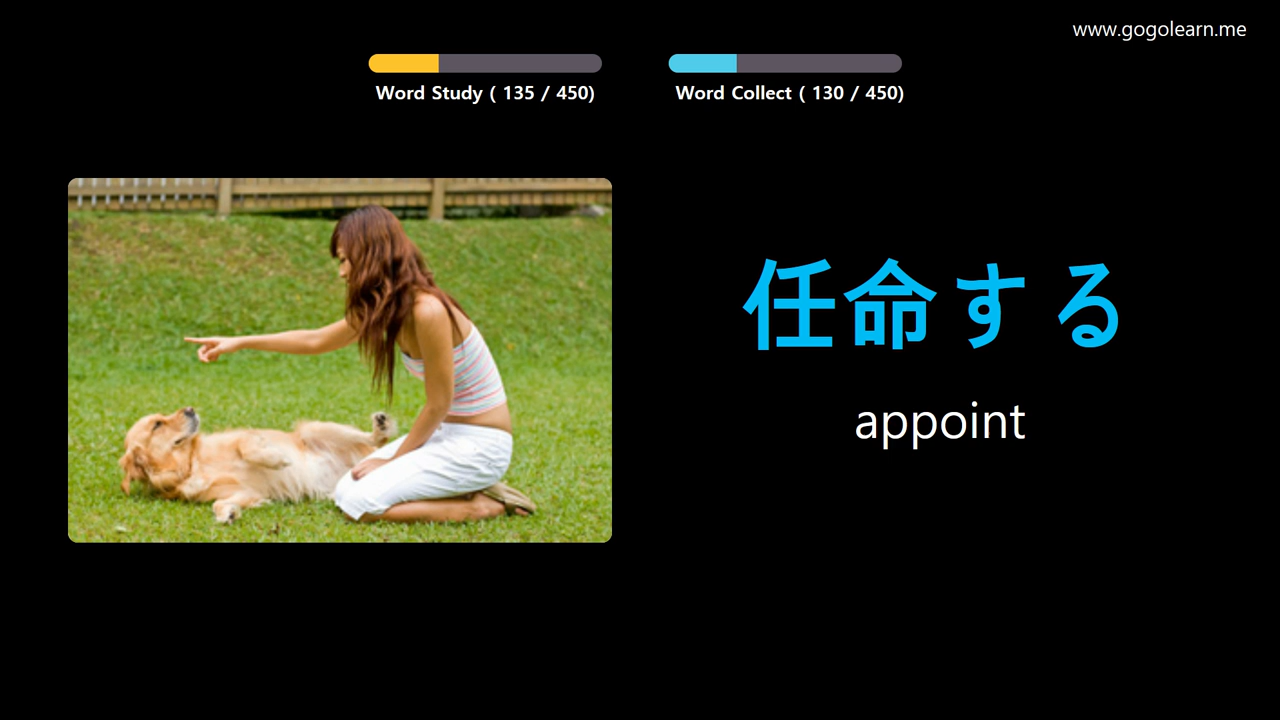 www.gogolearn.me
Word Study ( 135 / 450)
Word Collect ( 130 / 450)
任命する
appoint